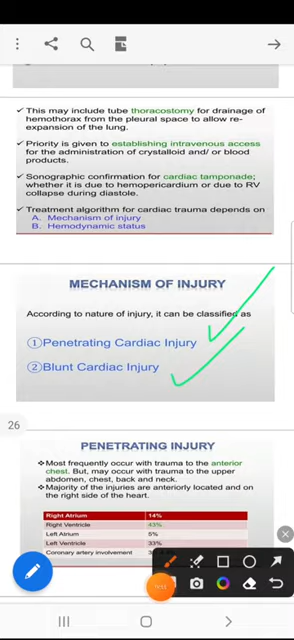 ✓ This may include tube thoracostomy for drainage of
hemothorax from the pleural space to allow re-
expansion of the lung.
✓ Priority is given to establishing intravenous access
for the administration of crystalloid and/or blood
products.
✓ Sonographic confirmation for cardiac tamponade;
whether it is due to hemopericardium or due to RV
collapse during diastole.
✓ Treatment algorithm for cardiac trauma depends on
A. Mechanism of injury
B. Hemodynamic status
MECHANISM OF INJURY
According to nature of injury, it can be classified as
①Penetrating Cardiac Injury
②Blunt Cardiac Injury
26
PENETRATING INJURY
❖ Most frequently occur with trauma to the anterior
chest. But, may occur with trauma to the upper
abdomen, chest, back and neck.
❖ Majority of the injuries are anteriorly located and on
the right side of the heart.
Right Atrium 14%
Right Ventricle 43%
Left Atrium 5%
Left Ventricle 33%
Coronary artery involvement